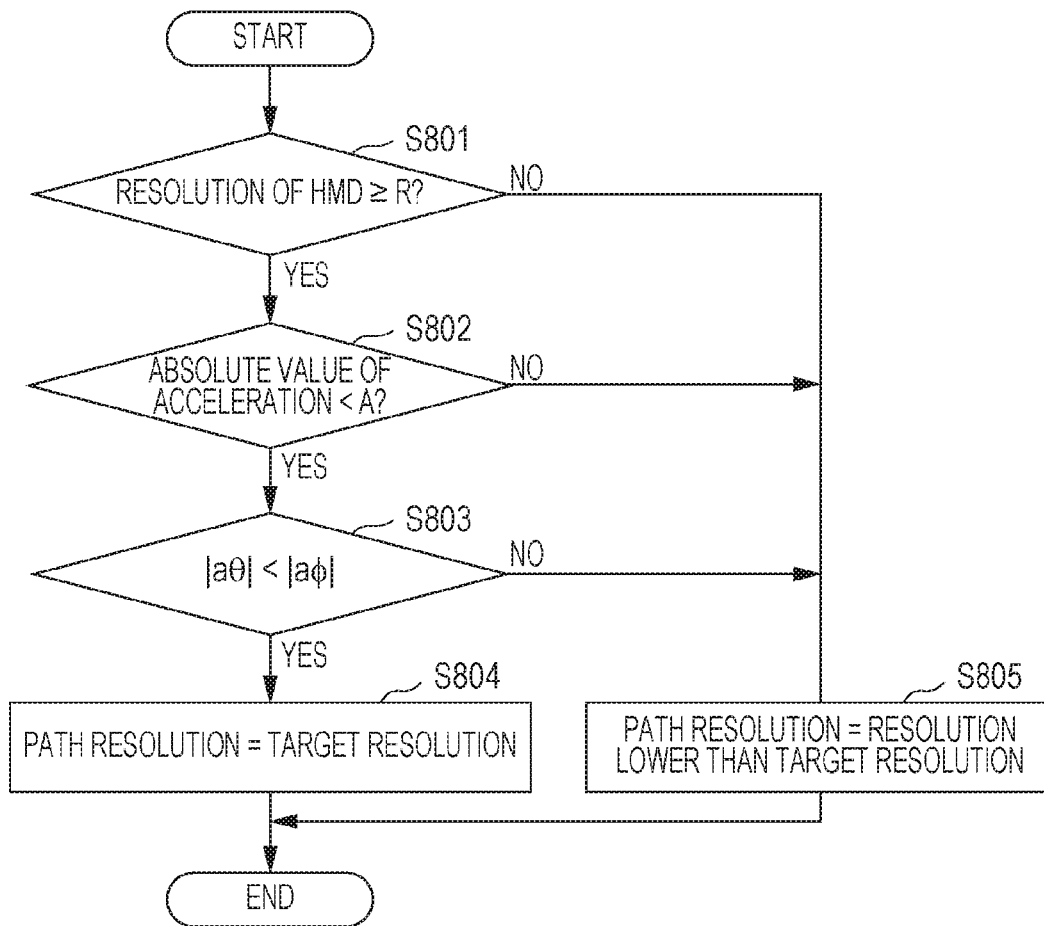 START
S801
RESOLUTION OF HMD ≥ R?
NO
YES
S802
ABSOLUTE VALUE OF
ACCELERATION < A?
NO
YES
S803
|aθ| < |aϕ|
NO
YES
S804
PATH RESOLUTION = TARGET RESOLUTION
S805
PATH RESOLUTION = RESOLUTION
LOWER THAN TARGET RESOLUTION
END